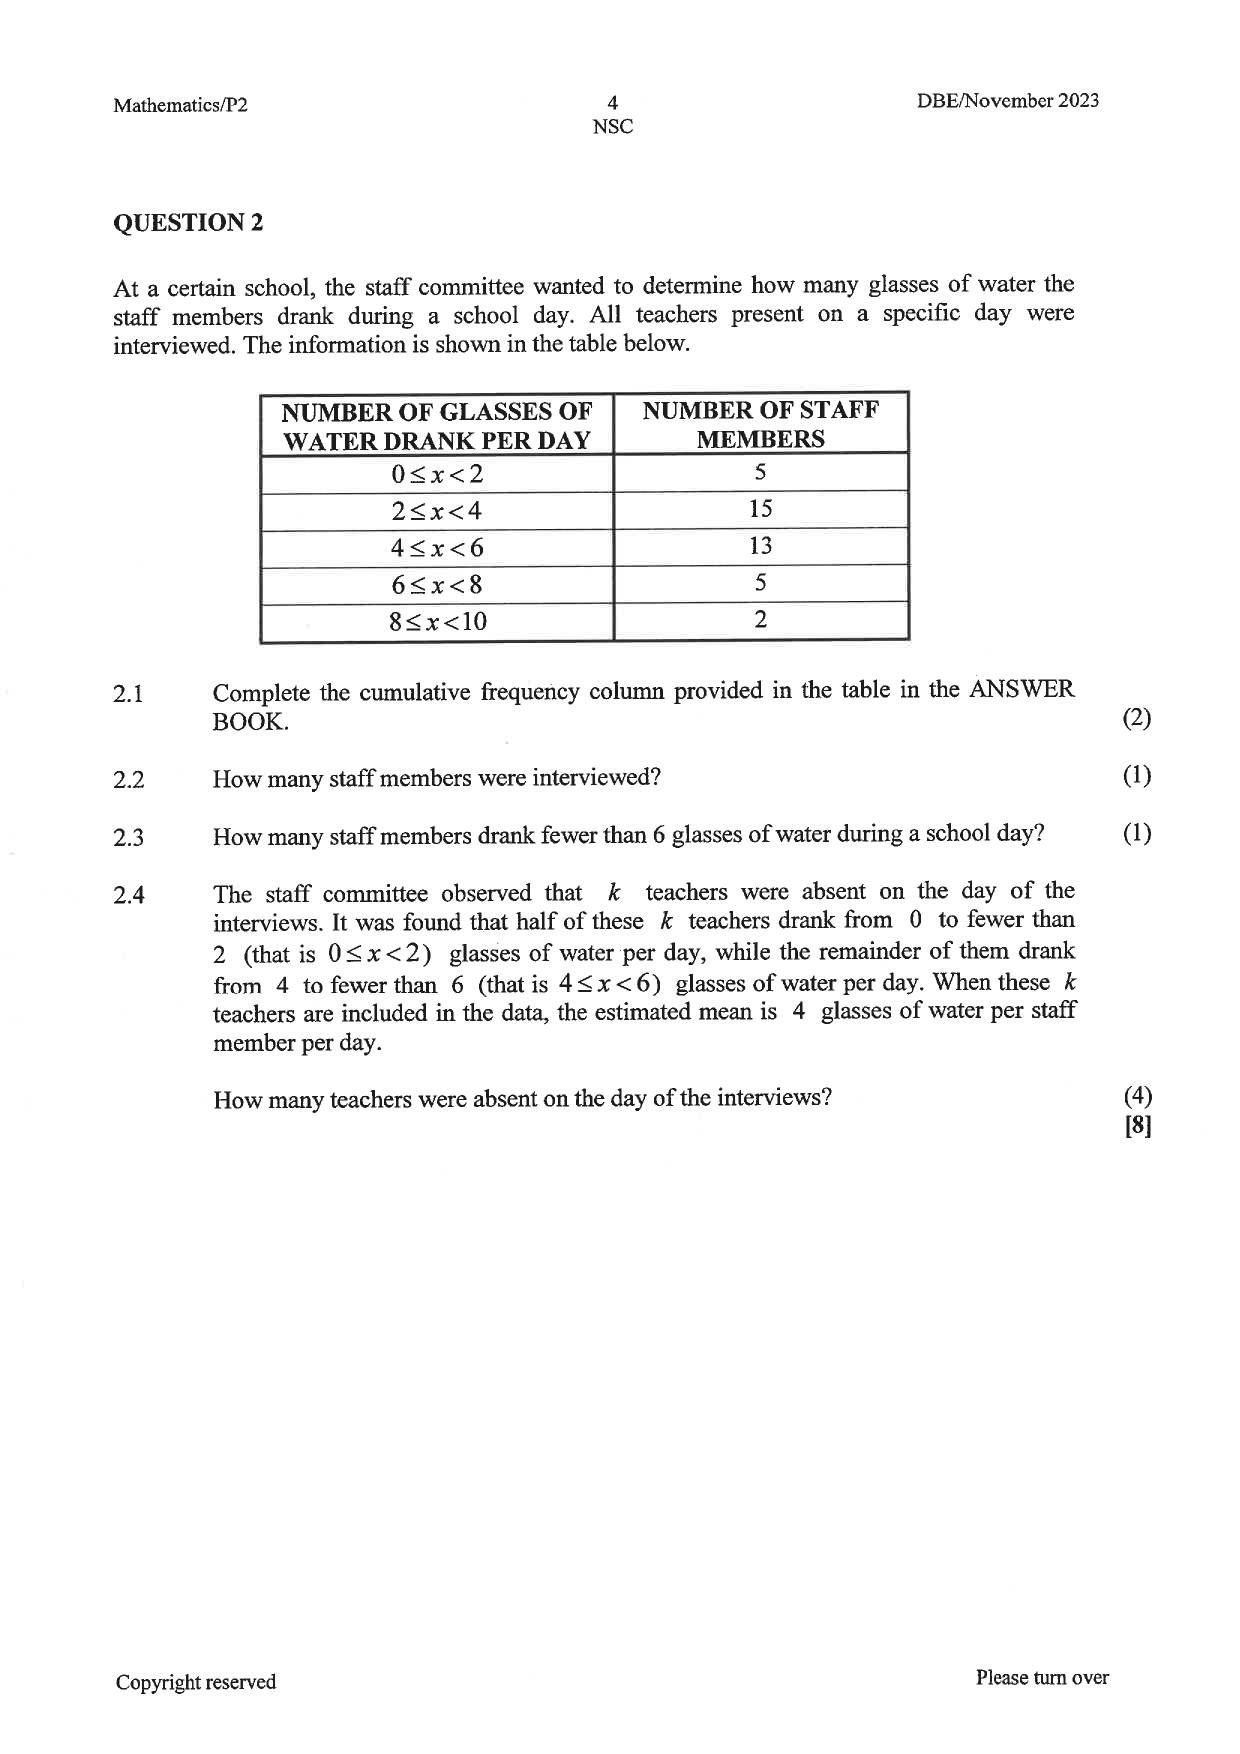 Mathematics/P2 4 DBE/November 2023
NSC
QUESTION 2
At a certain school, the staff committee wanted to determine how many glasses of water the
staff members drank during a school day. All teachers present on a specific day were
interviewed. The information is shown in the table below.
NUMBER OF GLASSES OF NUMBER OF STAFF
WATER DRANK PER DAY MEMBERS
0 ≤ x < 2 5
2 ≤ x < 4 15
4 ≤ x < 6 13
6 ≤ x < 8 5
8 ≤ x < 10 2
2.1 Complete the cumulative frequency column provided in the table in the ANSWER
BOOK. (2)
2.2 How many staff members were interviewed? (1)
2.3 How many staff members drank fewer than 6 glasses of water during a school day? (1)
2.4 The staff committee observed that k teachers were absent on the day of the
interviews. It was found that half of these k teachers drank from 0 to fewer than
2 (that is 0 ≤ x < 2) glasses of water per day, while the remainder of them drank
from 4 to fewer than 6 (that is 4 ≤ x < 6) glasses of water per day. When these k
teachers are included in the data, the estimated mean is 4 glasses of water per staff
member per day.
How many teachers were absent on the day of the interviews? (4)
[8]
Copyright reserved Please turn over